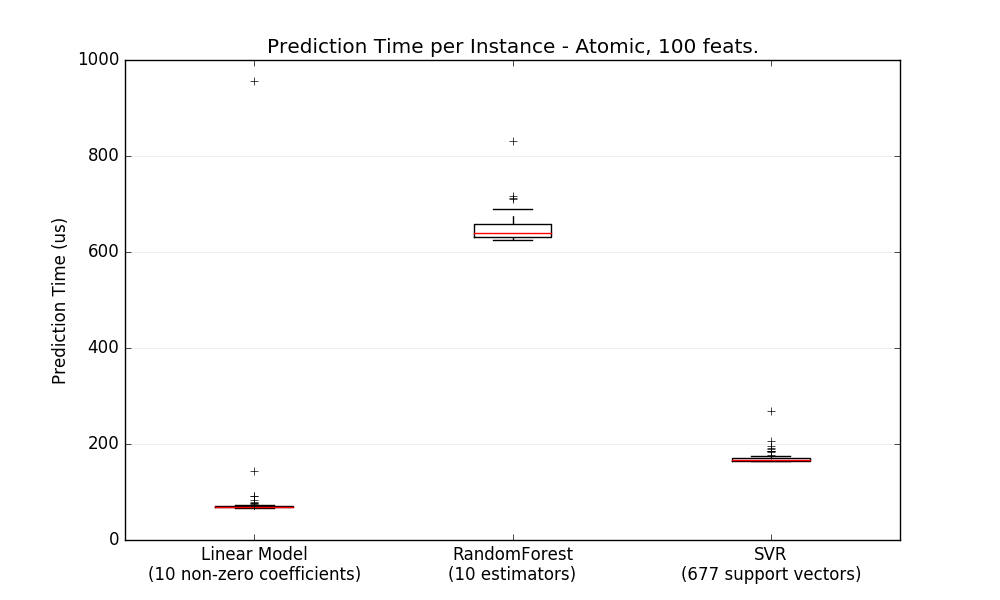 Prediction Time per Instance - Atomic, 100 feats.
1000
800
600
400
200
0
Prediction Time (us)
Linear Model
(10 non-zero coefficients)
RandomForest
(10 estimators)
SVR
(677 support vectors)